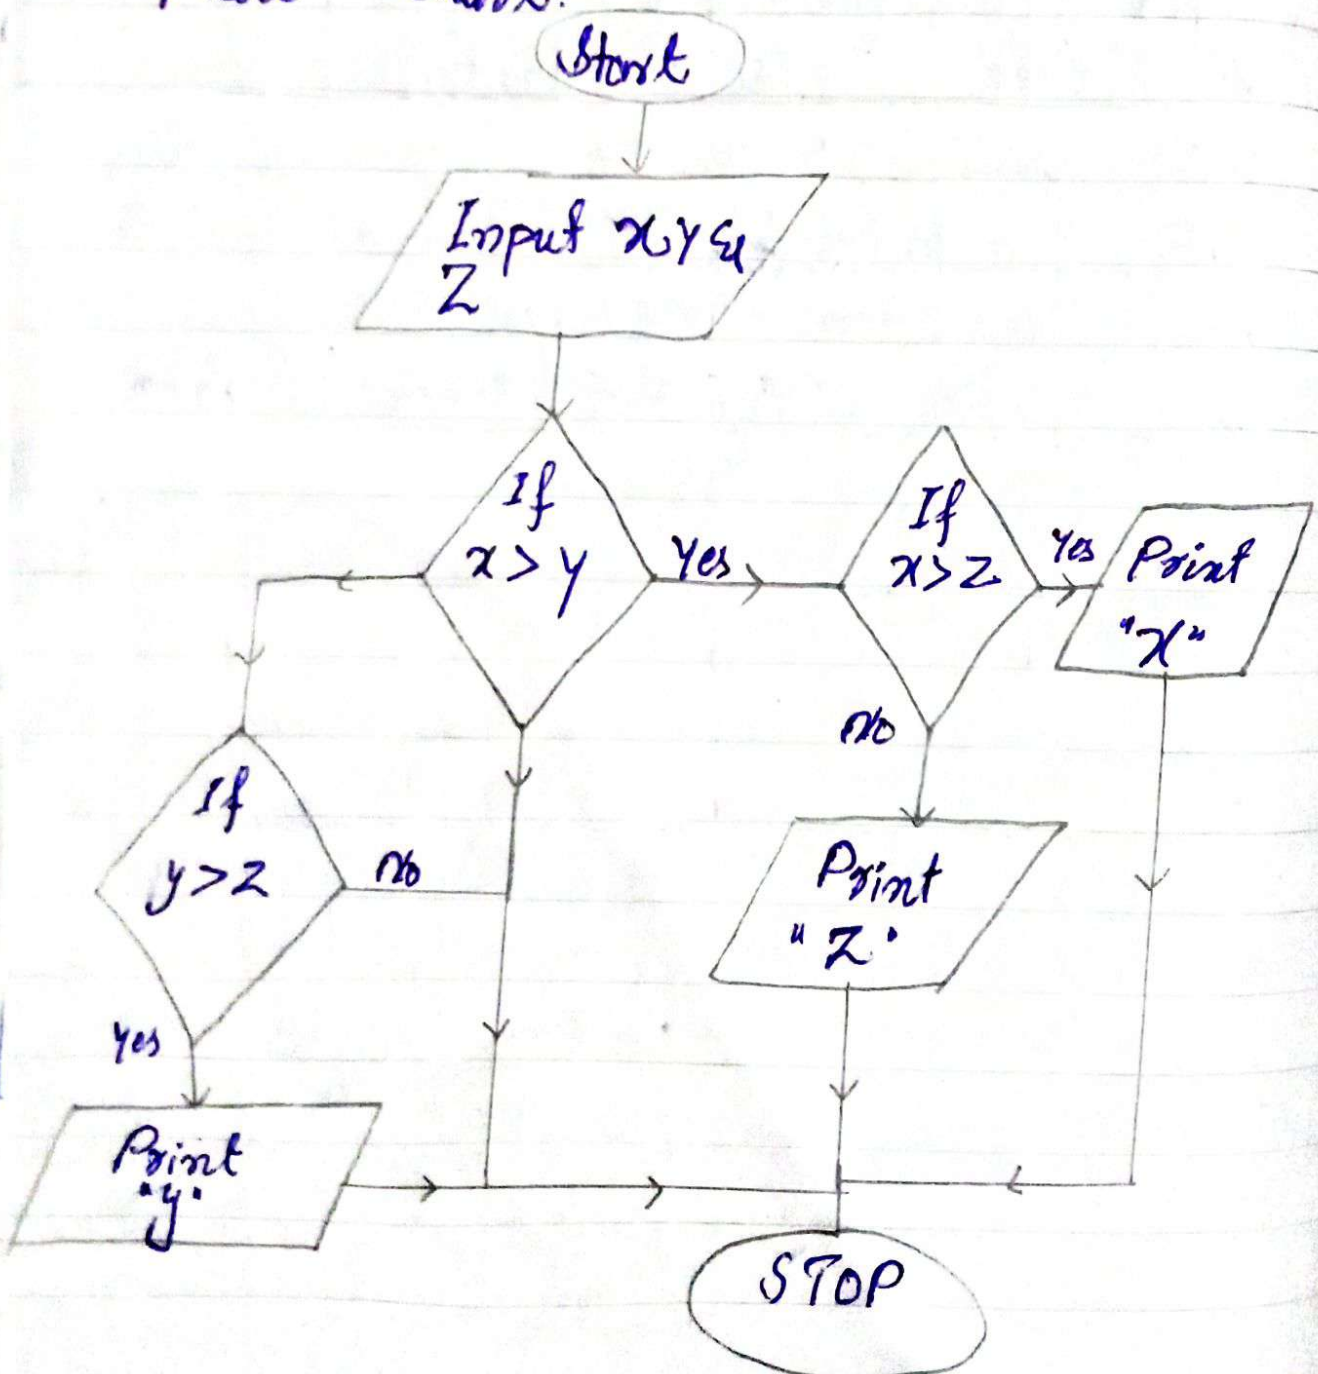 Start
Input x, y &
Z
If
x > y
Yes
If
x > z
Yes
Print
"X"
no
If
y > z
no
Print
"Z"
Yes
Print
"y"
STOP